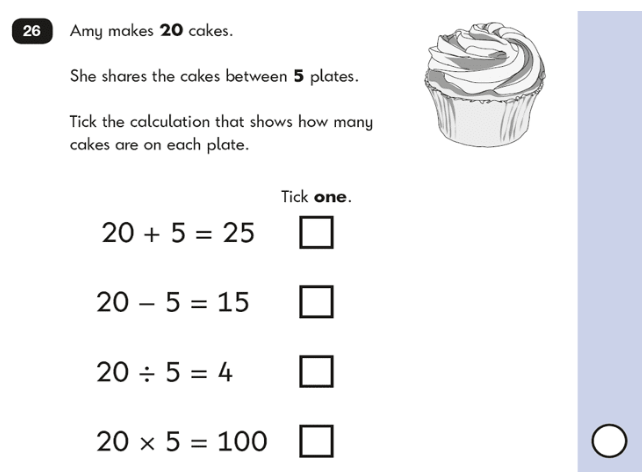 26
Amy makes 20 cakes.
She shares the cakes between 5 plates.
Tick the calculation that shows how many
cakes are on each plate.
Tick one.
20 + 5 = 25
20 − 5 = 15
20 ÷ 5 = 4
20 × 5 = 100